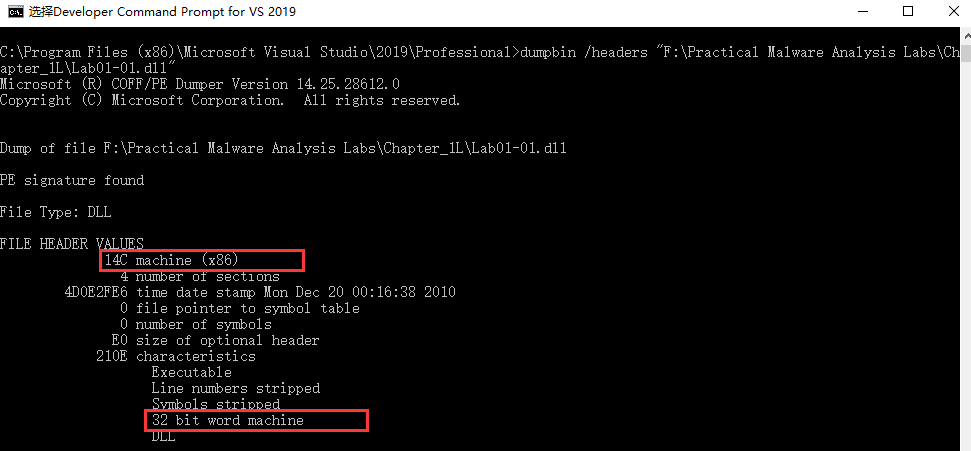 选择Developer Command Prompt for VS 2019
C:\Program Files (x86)\Microsoft Visual Studio\2019\Professional>dumpbin /headers "F:\Practical Malware Analysis Labs\Ch
apter_1L\Lab01-01.dll"
Microsoft (R) COFF/PE Dumper Version 14.25.28612.0
Copyright (C) Microsoft Corporation.  All rights reserved.
Dump of file F:\Practical Malware Analysis Labs\Chapter_1L\Lab01-01.dll
PE signature found
File Type: DLL
FILE HEADER VALUES
14C machine (x86)
4 number of sections
4D0E2FE6 time date stamp Mon Dec 20 00:16:38 2010
0 file pointer to symbol table
0 number of symbols
E0 size of optional header
210E characteristics
Executable
Line numbers stripped
Symbols stripped
32 bit word machine
DLL